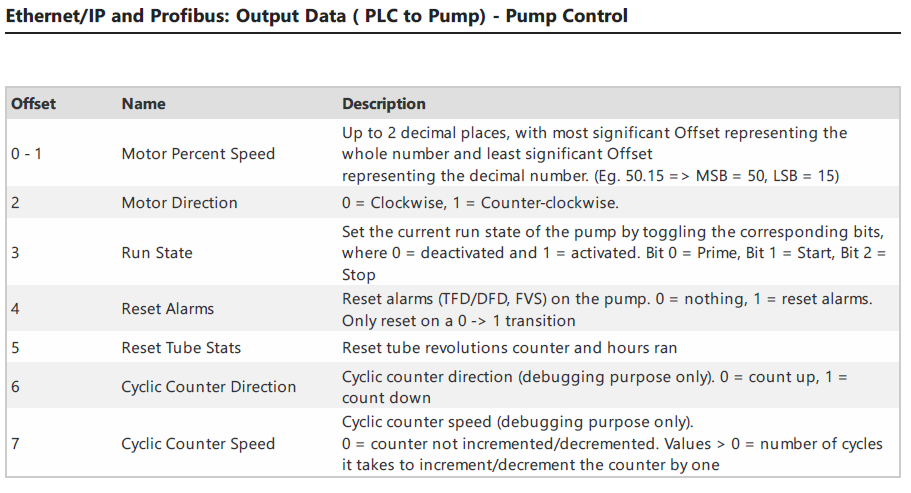 Ethernet/IP and Profibus: Output Data ( PLC to Pump) - Pump Control
Offset Name Description
0 - 1 Motor Percent Speed Up to 2 decimal places, with most significant Offset representing the
whole number and least significant Offset
representing the decimal number. (Eg. 50.15 => MSB = 50, LSB = 15)
2 Motor Direction 0 = Clockwise, 1 = Counter-clockwise.
3 Run State Set the current run state of the pump by toggling the corresponding bits,
where 0 = deactivated and 1 = activated. Bit 0 = Prime, Bit 1 = Start, Bit 2 =
Stop
4 Reset Alarms Reset alarms (TFD/DFD, FVS) on the pump. 0 = nothing, 1 = reset alarms.
Only reset on a 0 -> 1 transition
5 Reset Tube Stats Reset tube revolutions counter and hours ran
6 Cyclic Counter Direction Cyclic counter direction (debugging purpose only). 0 = count up, 1 =
count down
7 Cyclic Counter Speed Cyclic counter speed (debugging purpose only).
0 = counter not incremented/decremented. Values > 0 = number of cycles
it takes to increment/decrement the counter by one